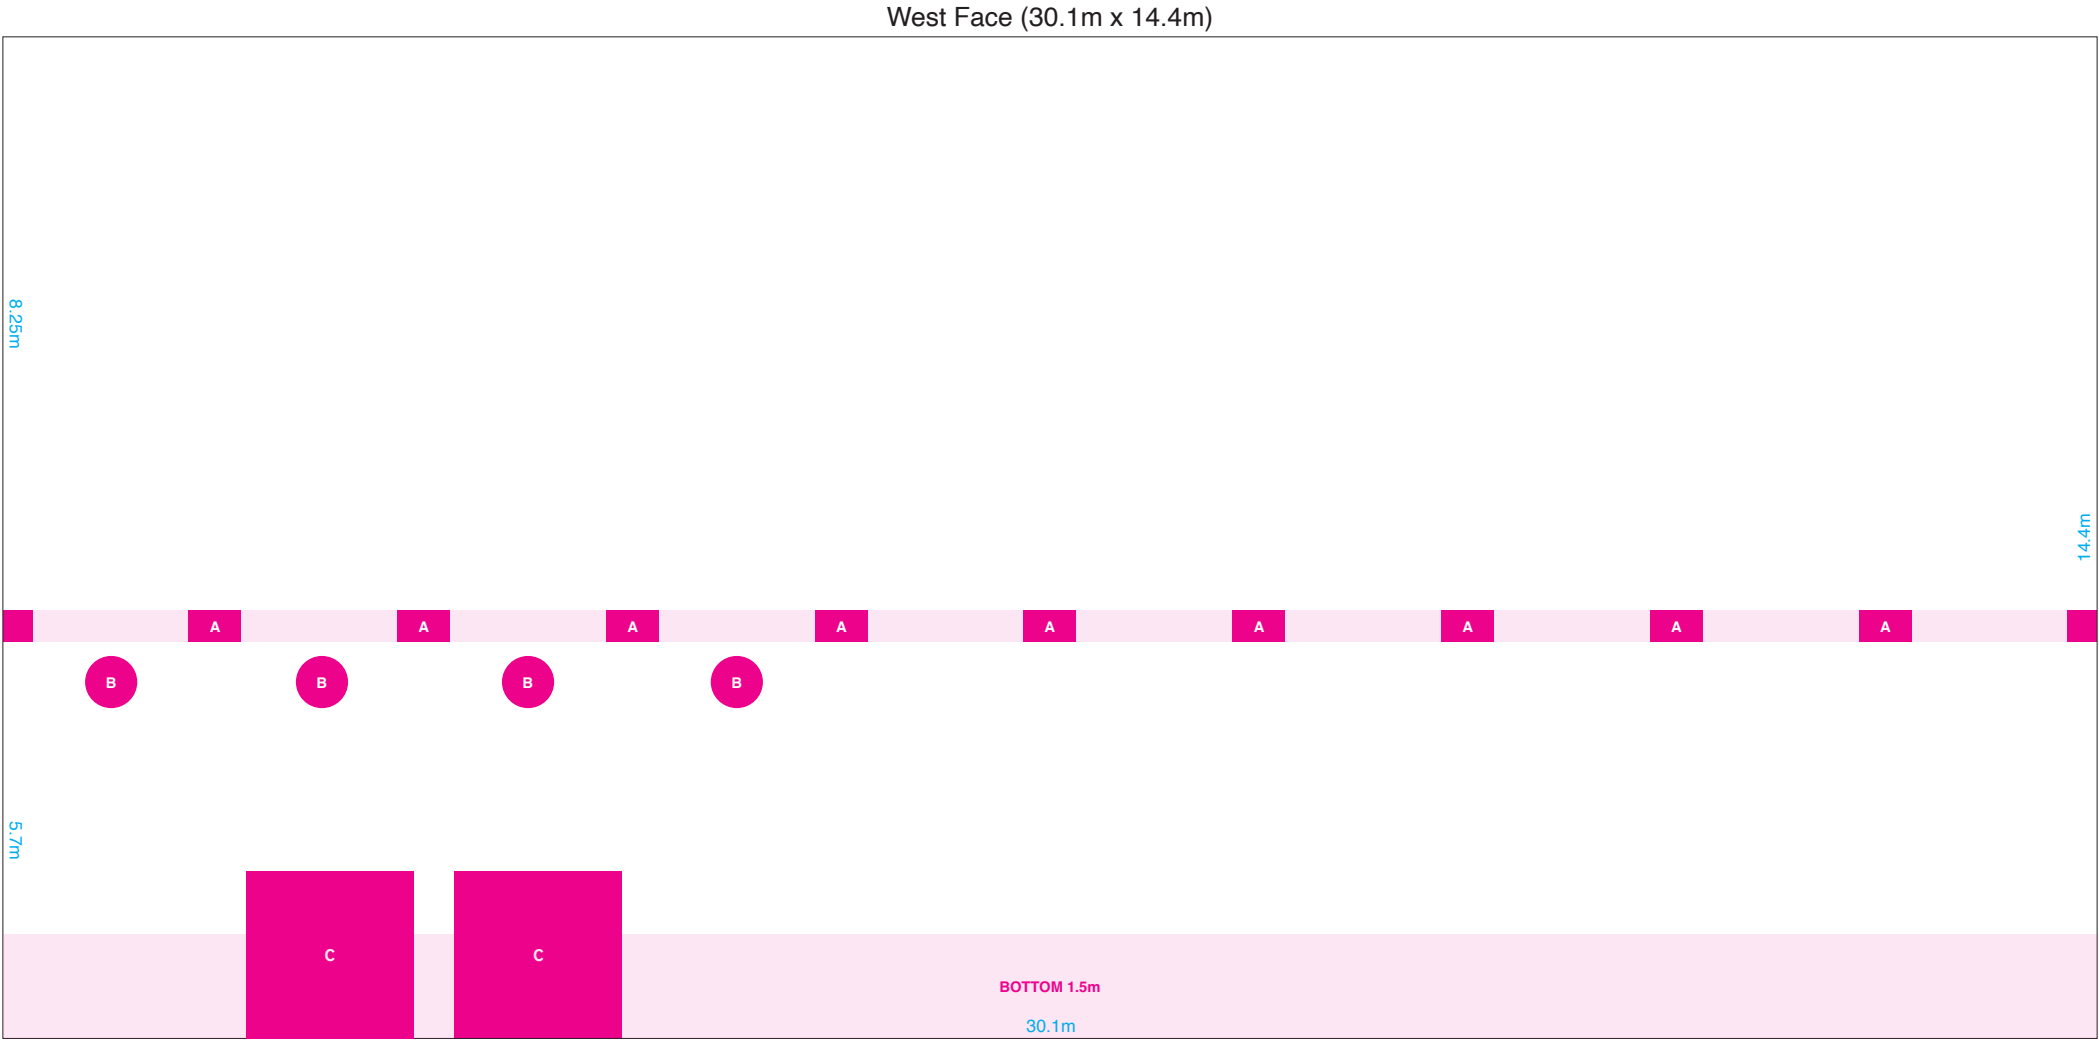 West Face (30.1m x 14.4m)
8.25m
14.4m
A A A A A A A A A
B B B B
5.7m
C C
BOTTOM 1.5m
30.1m